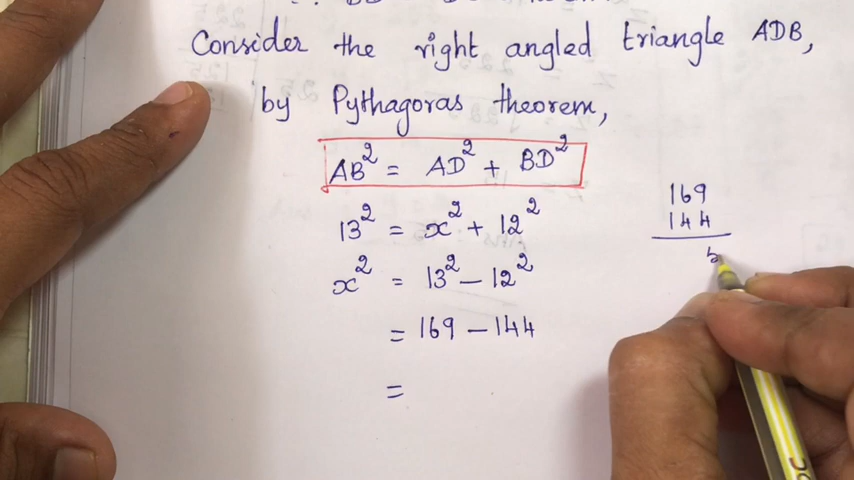 Consider the right angled triangle ADB,
by Pythagoras theorem,
AB² = AD² + BD²
13² = x² + 12²
x² = 13² - 12²
= 169 - 144
=
169
144
5